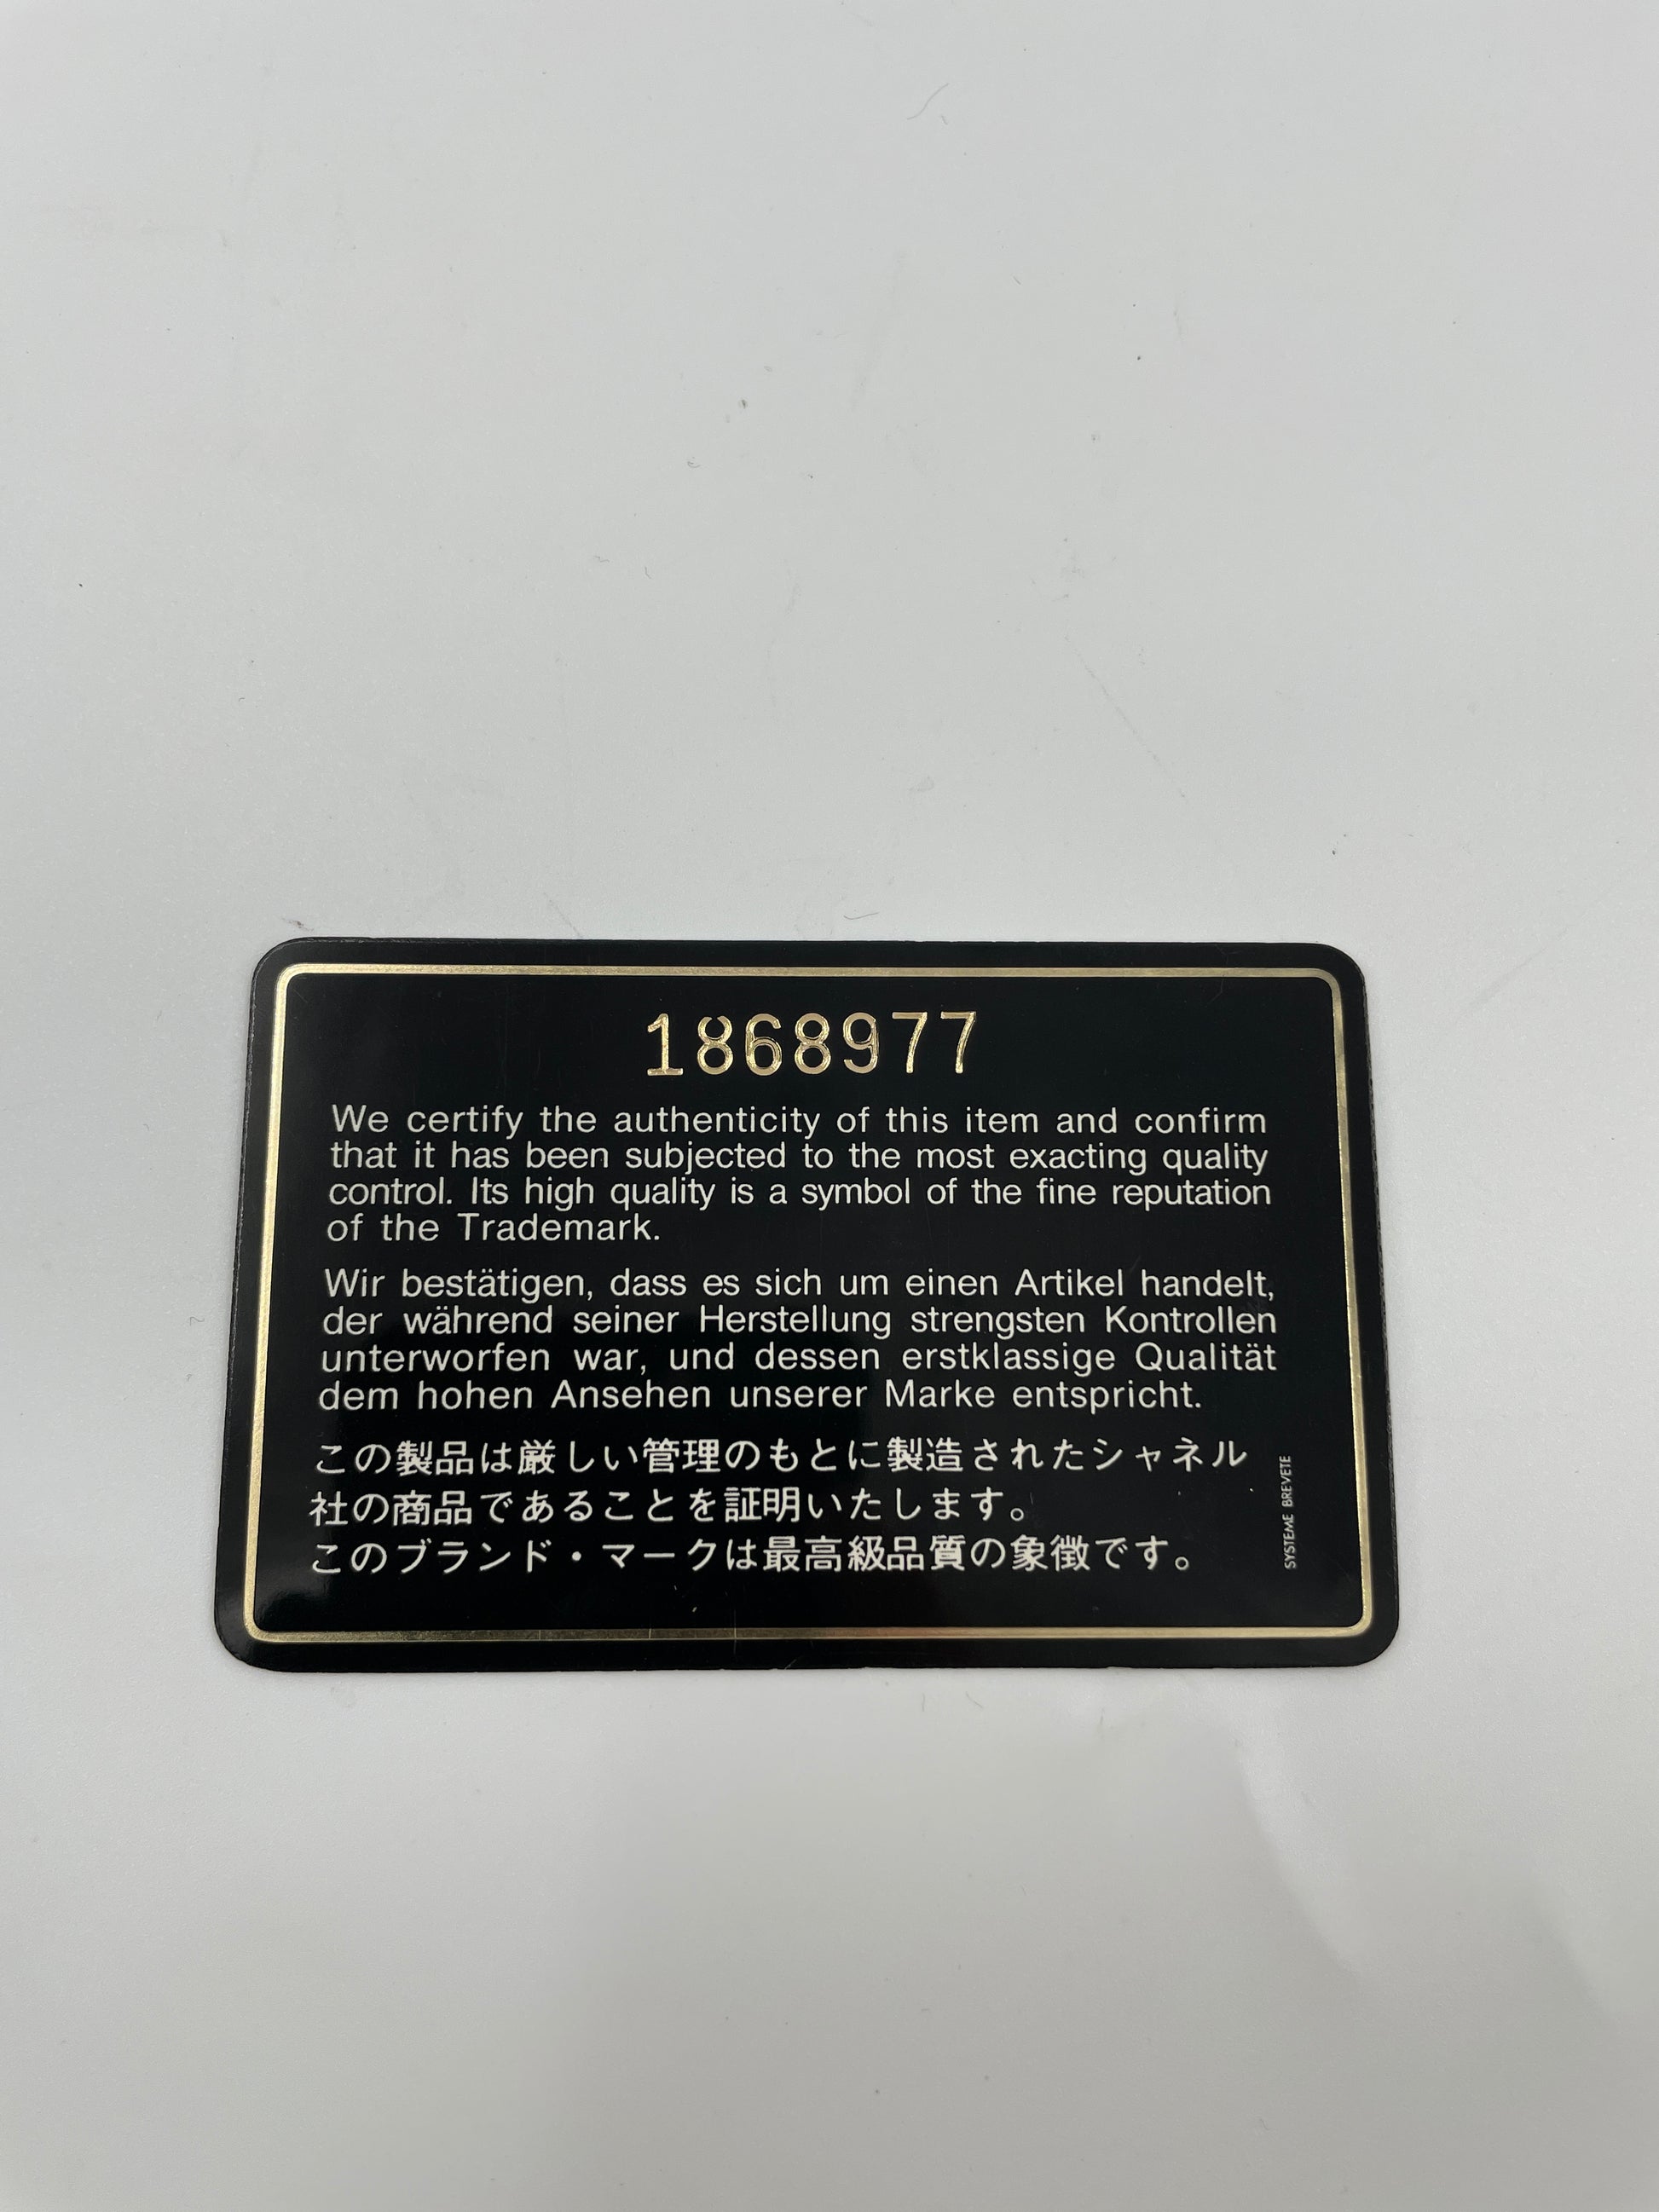 1868977
We certify the authenticity of this item and confirm
that it has been subjected to the most exacting quality
control. Its high quality is a symbol of the fine reputation
of the Trademark.
Wir bestätigen, dass es sich um einen Artikel handelt,
der während seiner Herstellung strengsten Kontrollen
unterworfen war, und dessen erstklassige Qualität
dem hohen Ansehen unserer Marke entspricht.
この製品は厳しい管理のもとに製造されたシャネル
社の商品であることを証明いたします。
このブランド・マークは最高級品質の象徴です。
SYSTEME BREVETE